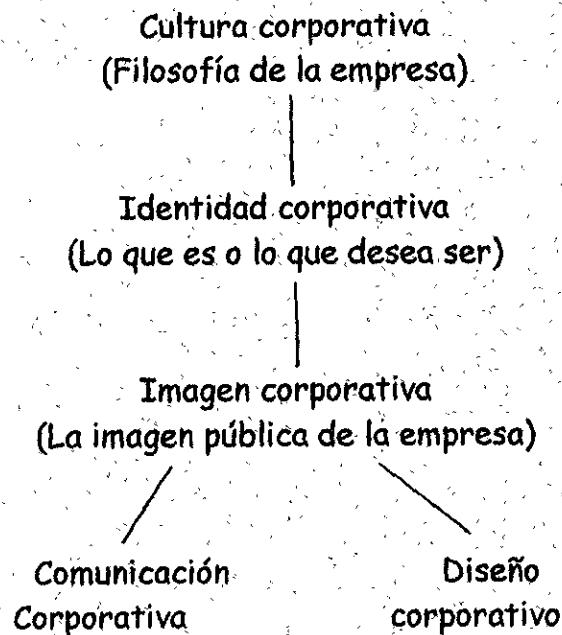 Cultura corporativa
(Filosofía de la empresa)
Identidad corporativa
(Lo que es o lo que desea ser)
Imagen corporativa
(La imagen pública de la empresa)
Comunicación
Corporativa
Diseño
corporativo